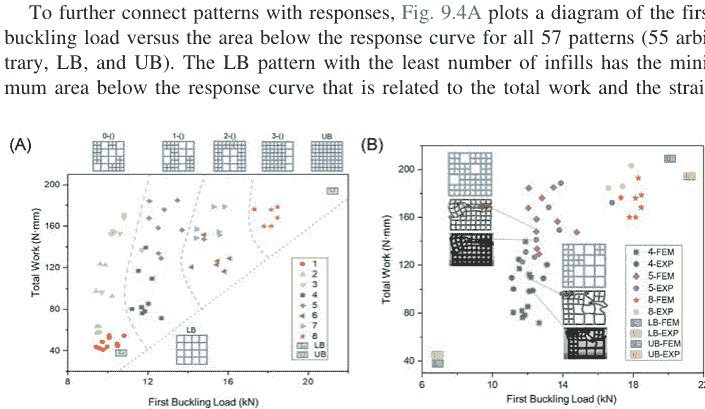 To further connect patterns with responses, Fig. 9.4A plots a diagram of the firs
buckling load versus the area below the response curve for all 57 patterns (55 arbi
trary, LB, and UB). The LB pattern with the least number of infills has the mini
mum area below the response curve that is related to the total work and the strai
(A)
0-() 1-() 2-() 3-() UB
Total Work (N·mm)
200
160
120
80
40
8 12 16 20
First Buckling Load (kN)
LB
1
2
3
4
5
6
7
8
LB
UB
(B)
Total Work (N·mm)
200
160
120
80
40
6 10 14 18 22
First Buckling Load (kN)
4-FEM
4-EXP
5-FEM
5-EXP
8-FEM
8-EXP
LB-FEM
LB-EXP
UB-FEM
UB-EXP